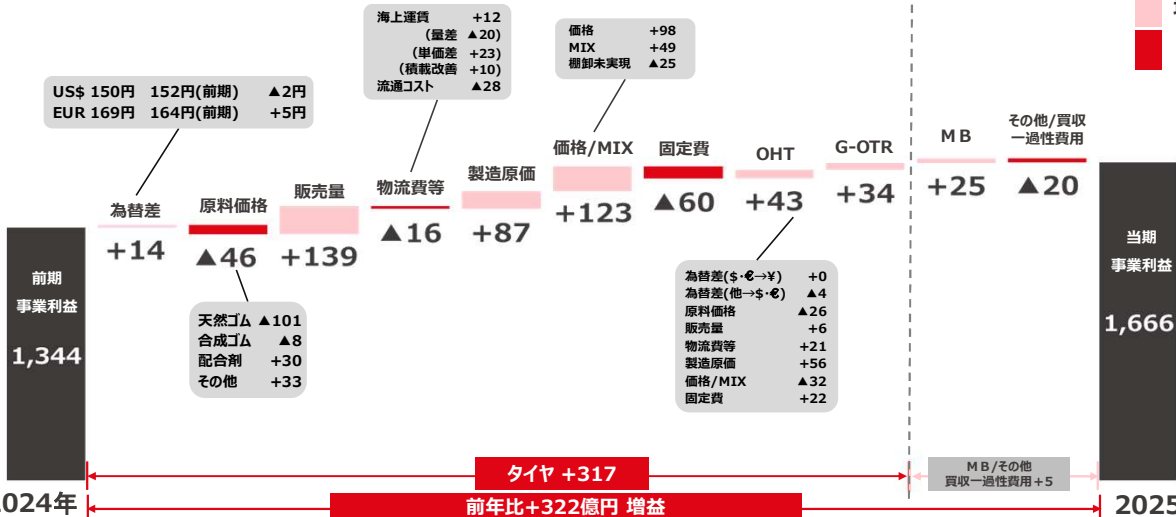 海上運賃 +12
(量差 ▲20)
(単価差 +23)
(積載改善 +10)
流通コスト ▲28
価格 +98
MIX +49
棚卸未実現 ▲25
US$ 150円 152円(前期) ▲2円
EUR 169円 164円(前期) +5円
為替差
+14
原料価格
▲46
販売量
+139
物流費等
▲16
製造原価
+87
価格/MIX
+123
固定費
▲60
OHT
+43
G-OTR
+34
MB
+25
その他/買収
一過性費用
▲20
前期
事業利益
1,344
天然ゴム ▲101
合成ゴム ▲8
配合剤 +30
その他 +33
為替差($·€→¥) +0
為替差(他→$·€) ▲4
原料価格 ▲26
販売量 +6
物流費等 +21
製造原価 +56
価格/MIX ▲32
固定費 +22
当期
事業利益
1,666
タイヤ +317
MB/その他
買収一過性費用+5
024年
前年比+322億円 増益
2025